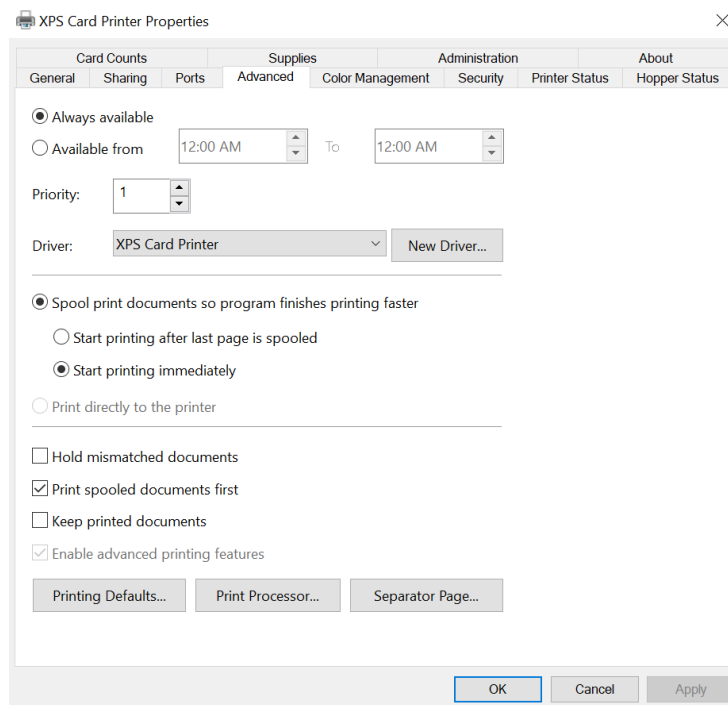 XPS Card Printer Properties
Card Counts Supplies Administration About
General Sharing Ports Advanced Color Management Security Printer Status Hopper Status
Always available
Available from 12:00 AM To 12:00 AM
Priority: 1
Driver: XPS Card Printer New Driver...
Spool print documents so program finishes printing faster
Start printing after last page is spooled
Start printing immediately
Print directly to the printer
Hold mismatched documents
Print spooled documents first
Keep printed documents
Enable advanced printing features
Printing Defaults... Print Processor... Separator Page...
OK Cancel Apply